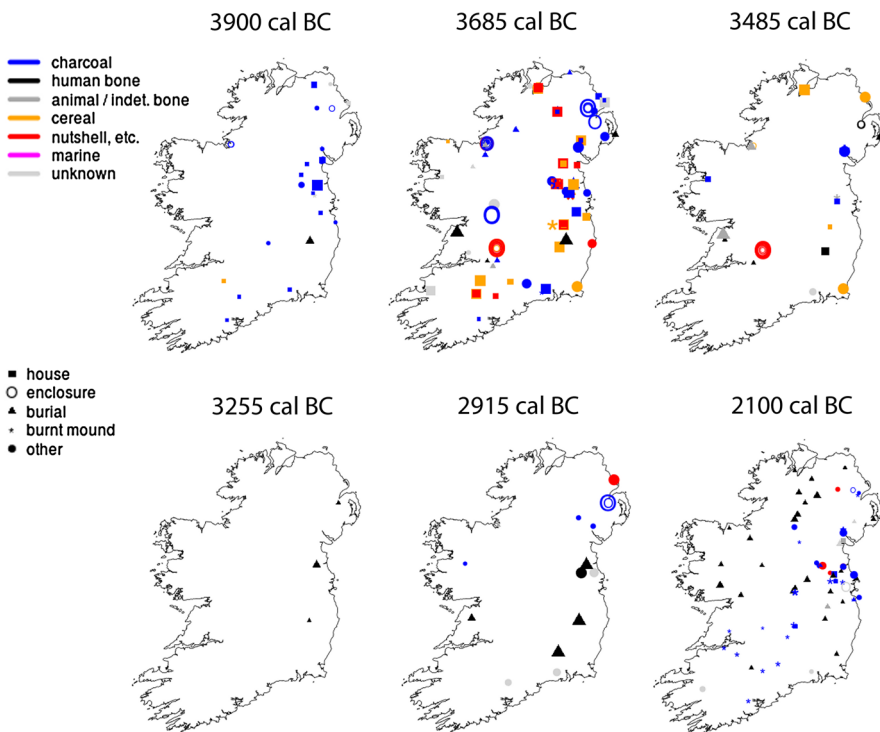 3900 cal BC
3685 cal BC
3485 cal BC
charcoal
human bone
animal / indet. bone
cereal
nutshell, etc.
marine
unknown
house
enclosure
burial
burnt mound
other
3255 cal BC
2915 cal BC
2100 cal BC